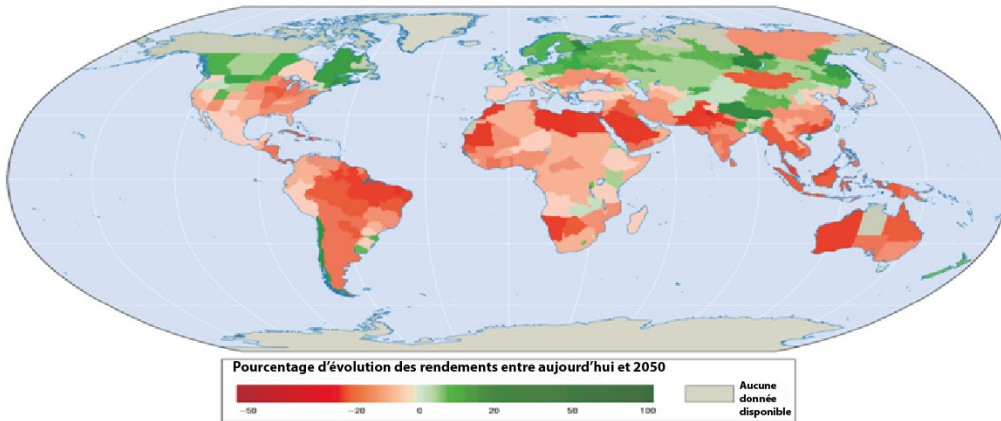 Pourcentage d'évolution des rendements entre aujourd'hui et 2050
−50 −20 0 20 50 100
Aucune
donnée
disponible